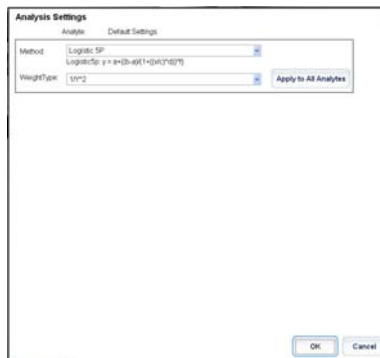 Analysis Settings
Analyte: Default Settings
Method: Logistic 5P
Logistic5p: y = a+((b-a)/(1+((x/c)^d))^f)
WeightType: 1/Y^2 Apply to All Analytes
OK Cancel